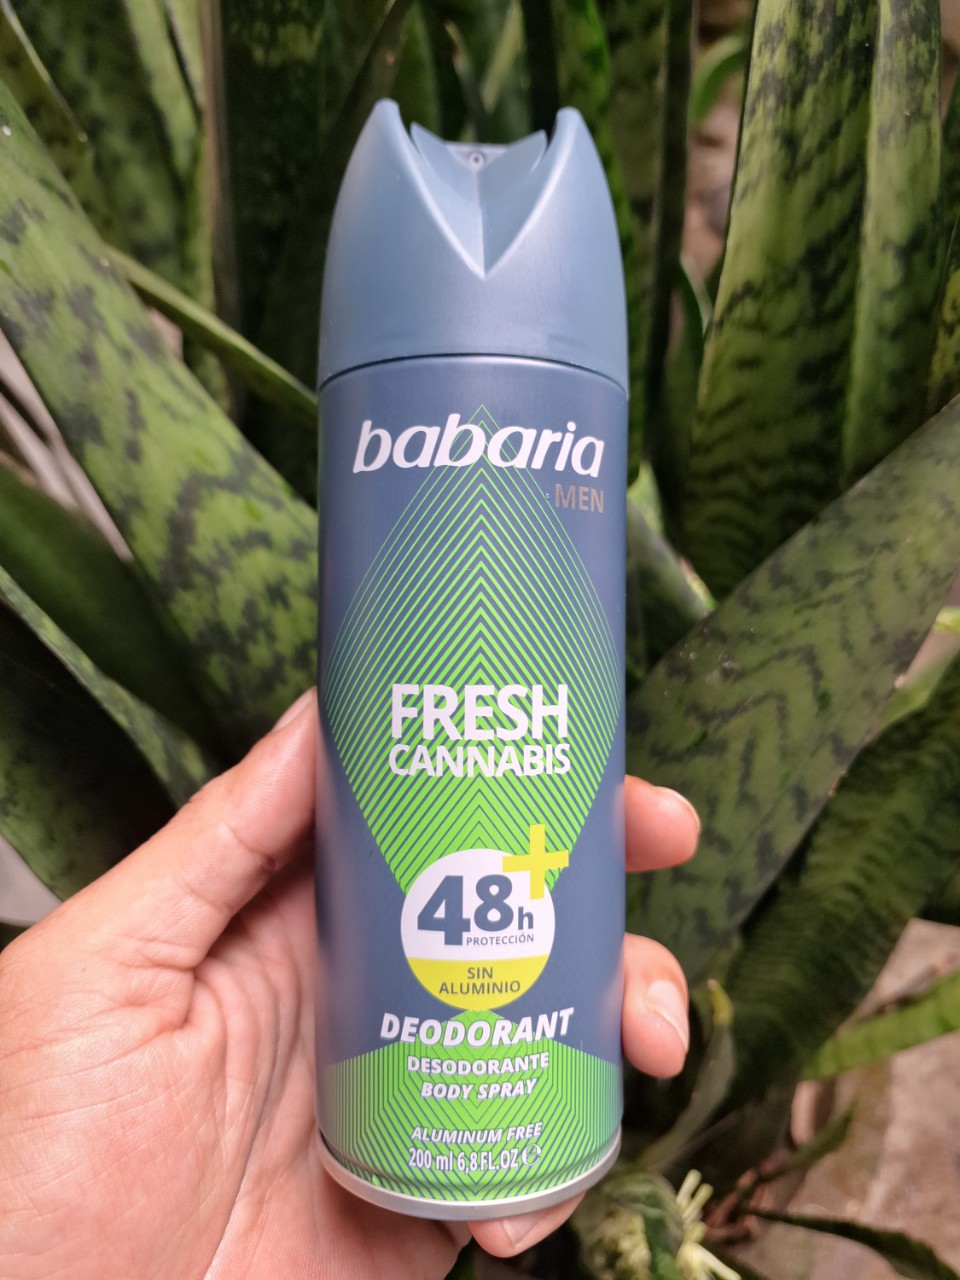 babaria
MEN
FRESH
CANNABIS
48h+
PROTECCIÓN
SIN
ALUMINIO
DEODORANT
DESODORANTE
BODY SPRAY
ALUMINUM FREE
200 ml 6,8 FL.OZ ℮